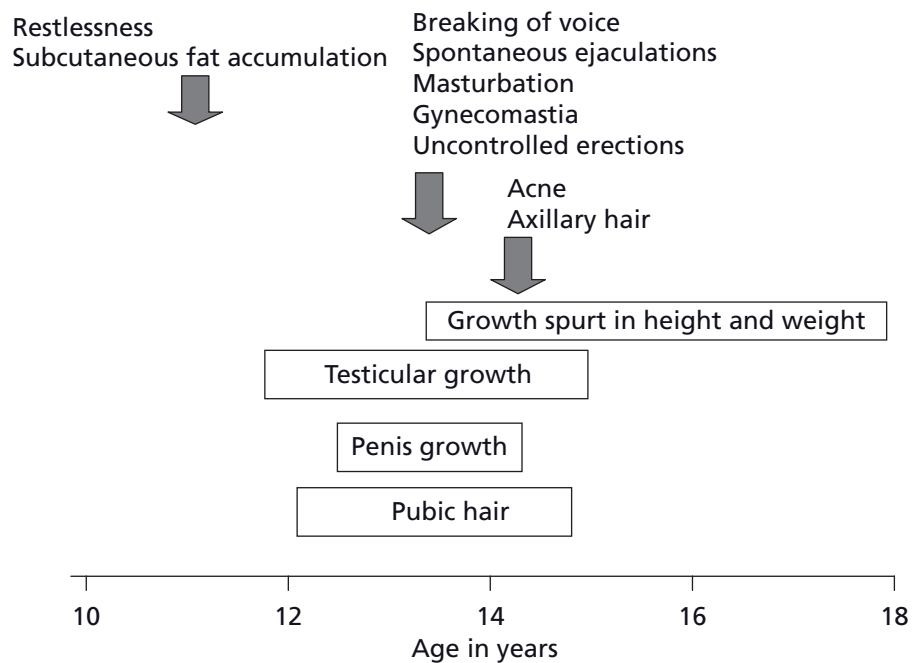 Restlessness
Subcutaneous fat accumulation
Breaking of voice
Spontaneous ejaculations
Masturbation
Gynecomastia
Uncontrolled erections
Acne
Axillary hair
Growth spurt in height and weight
Testicular growth
Penis growth
Pubic hair
10 12 14 16 18
Age in years